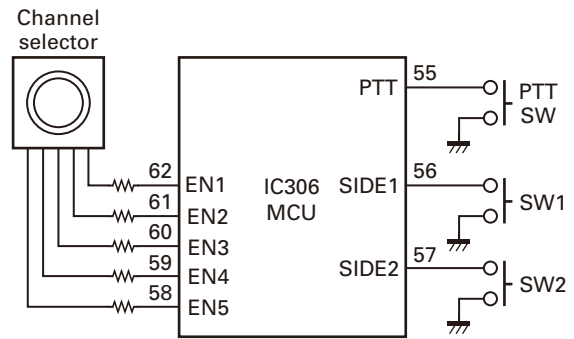 Channel
selector
62
61
60
59
58
EN1
EN2
EN3
EN4
EN5
IC306
MCU
PTT
SIDE1
SIDE2
55
56
57
PTT
SW
SW1
SW2